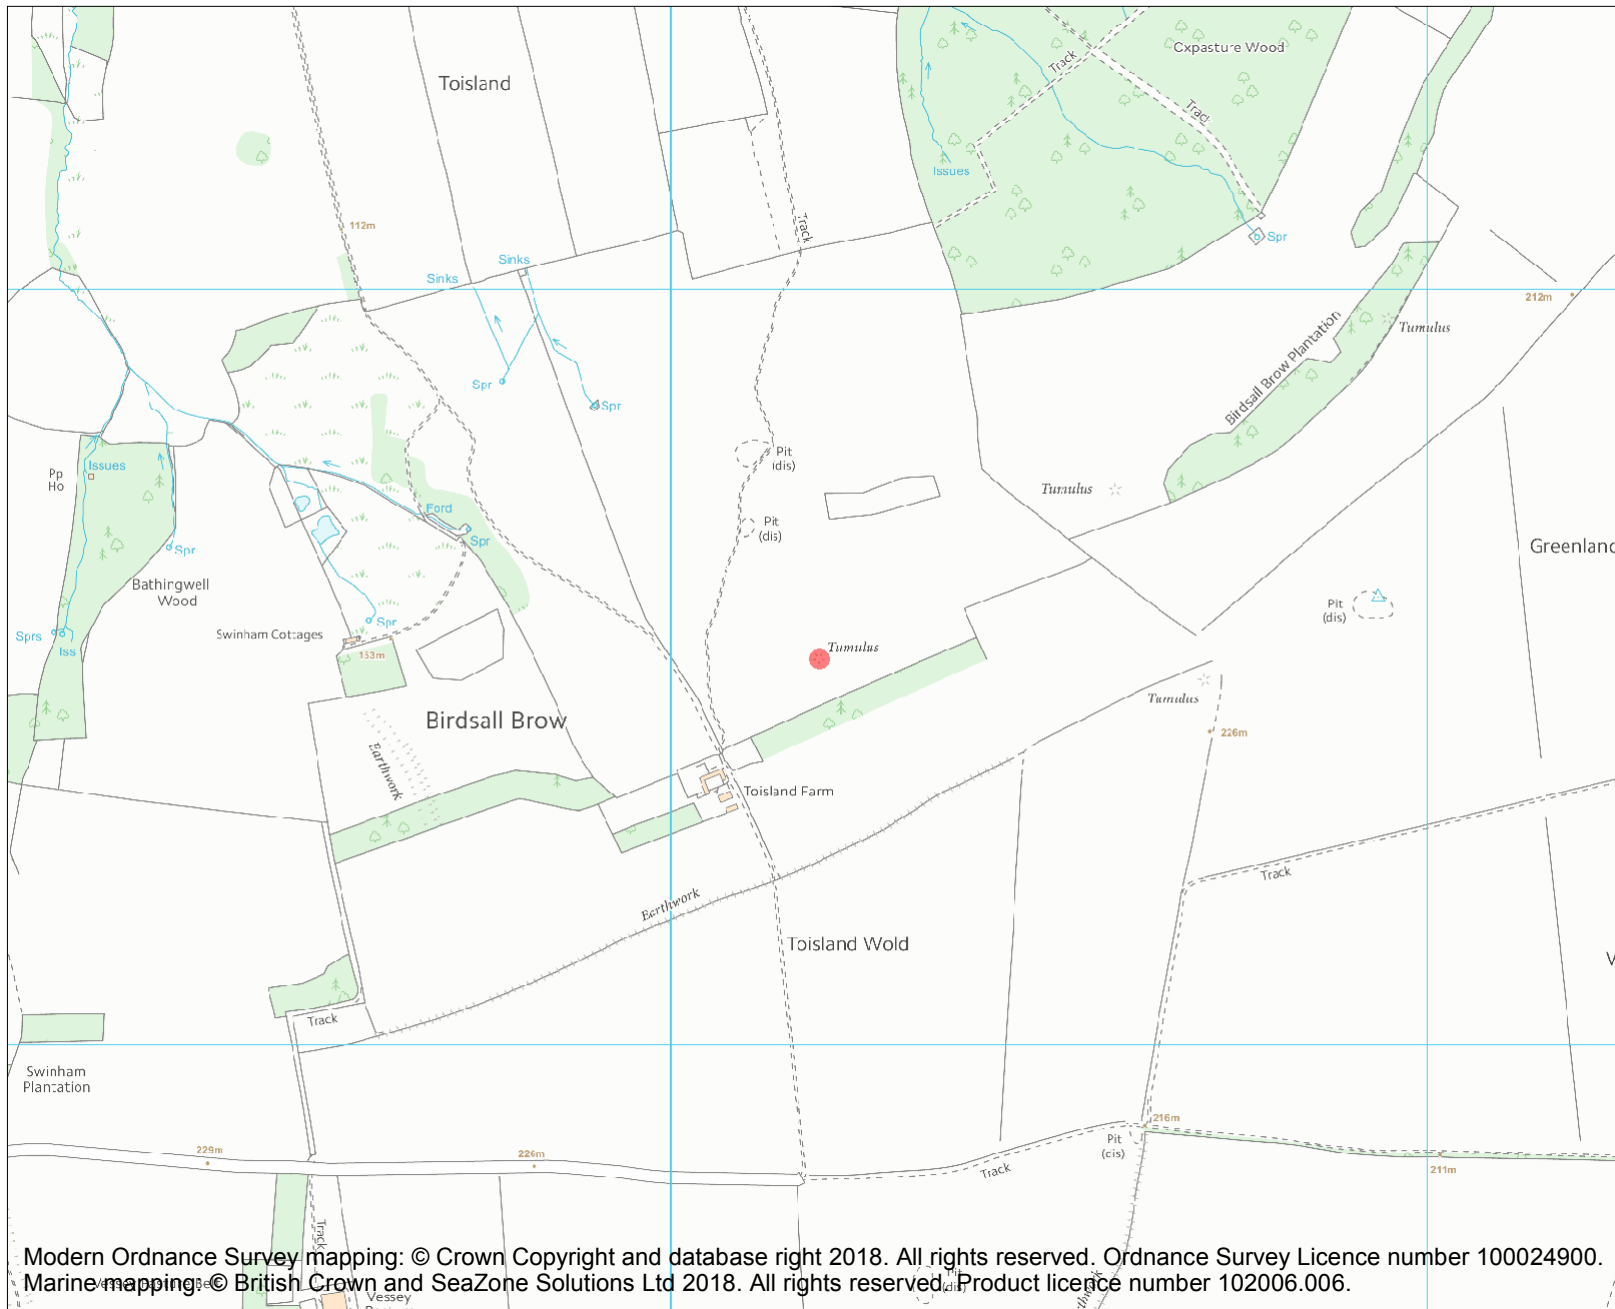 Toisland
Oxpasture Wood
Track
Track
Issues
Track
112m
Spr
Sinks
Sinks
212m
Tumulus
Birdsall Brow Plantation
Spr
Spr
Pit
(dis)
Issues
Pp
Ho
Tumulus
Ford
Pit
(dis)
Spr
Spr
Greenland
Bathingwell
Wood
Pit
(dis)
Spr
Swinham Cottages
Sprs
Iss
153m
Tumulus
Tumulus
Birdsall Brow
226m
Earthwork
Toisland Farm
Track
Earthwork
Toisland Wold
Track
Swinham
Plantation
216m
Pit
(dis)
229m
226m
Track
211m
Track
Modern Ordnance Survey mapping: © Crown Copyright and database right 2018. All rights reserved. Ordnance Survey Licence number 100024900.
Marine mapping: © British Crown and SeaZone Solutions Ltd 2018. All rights reserved. Product licence number 102006.006.
Pit
(dis)
Vessey